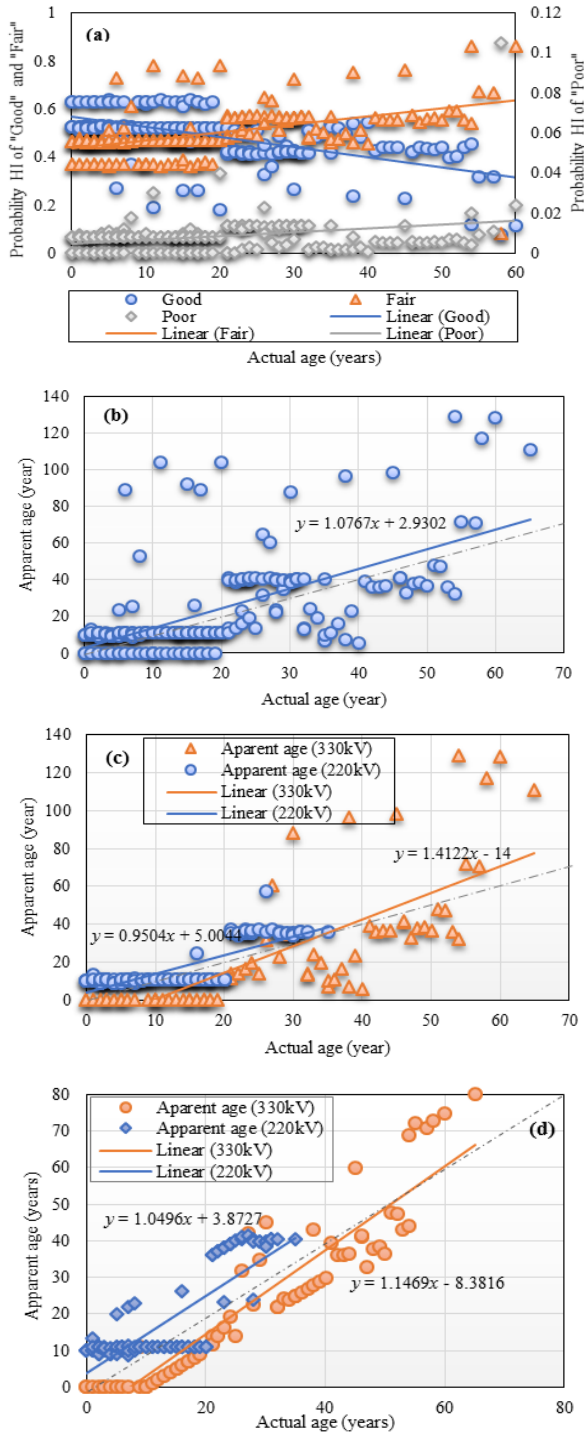 (a)
Probability HI of "Good" and "Fair"
Probability HI of "Poor"
1
0.8
0.6
0.4
0.2
0
0.12
0.1
0.08
0.06
0.04
0.02
0
0 10 20 30 40 50 60
Good Fair
Poor Linear (Good)
Linear (Fair) Linear (Poor)
Actual age (years)
(b)
Apparent age (year)
140
120
100
80
60
40
20
0
y = 1.0767x + 2.9302
0 10 20 30 40 50 60 70
Actual age (year)
(c)
Apparent age (year)
140
120
100
80
60
40
20
0
Apparent age (330kV)
Apparent age (220kV)
Linear (330kV)
Linear (220kV)
y = 1.4122x - 14
y = 0.9504x + 5.0044
0 10 20 30 40 50 60 70
Actual age (year)
(d)
Apparent age (years)
80
70
60
50
40
30
20
10
0
Aparent age (330kV)
Apparent age (220kV)
Linear (330kV)
Linear (220kV)
y = 1.0496x + 3.8727
y = 1.1469x - 8.3816
0 20 40 60 80
Actual age (years)